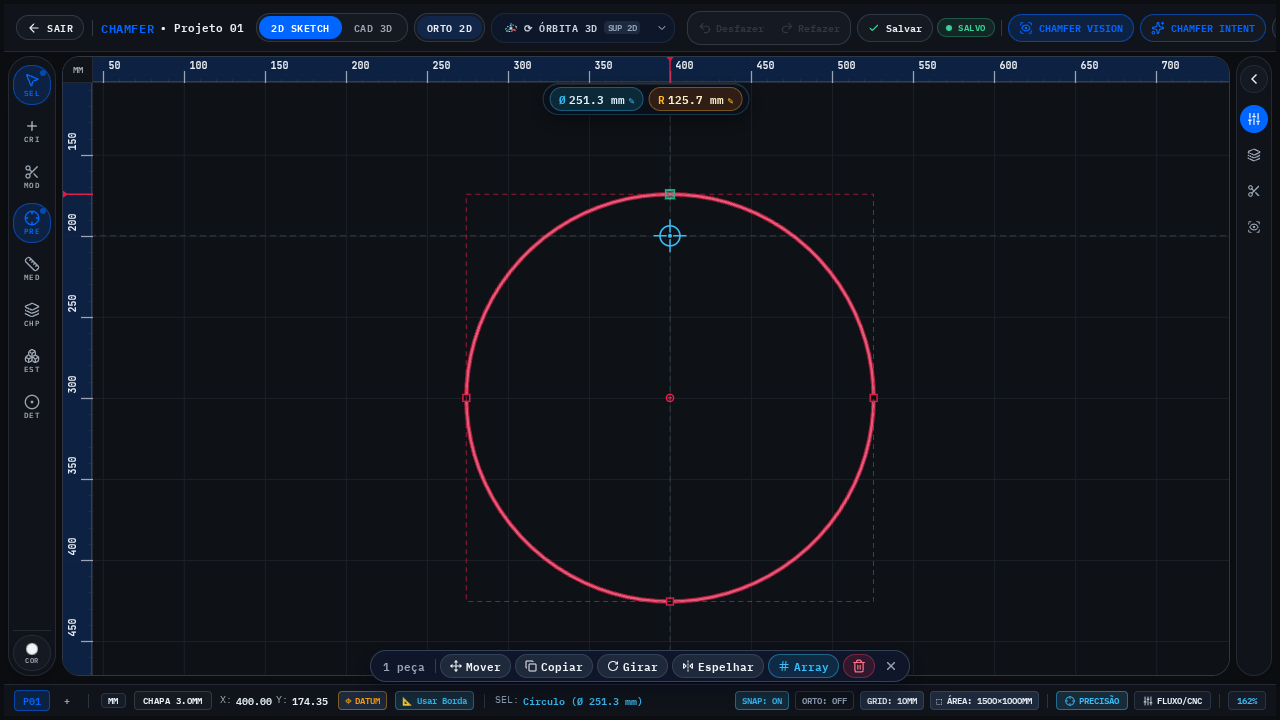 SAIR
CHAMFER • Projeto 01
2D SKETCH CAD 3D
ORTO 2D
ÓRBITA 3D SUP 2D
Desfazer Refazer
Salvar
SALVO
CHAMFER VISION
CHAMFER INTENT
MM 50 100 150 200 250 300 350 400 450 500 550 600 650 700
Ø 251.3 mm R 125.7 mm
SEL
CRI
MOD
PRE
MED
CHP
EST
DET
COR
150
200
250
300
350
400
450
1 peça Mover Copiar Girar Espelhar Array
P01 + MM CHAPA 3.0MM X: 400.00 Y: 174.35 DATUM Usar Borda SEL: Círculo (Ø 251.3 mm) SNAP: ON ORTO: OFF GRID: 10MM ÁREA: 1500×1000MM PRECISÃO FLUXO/CNC 162%